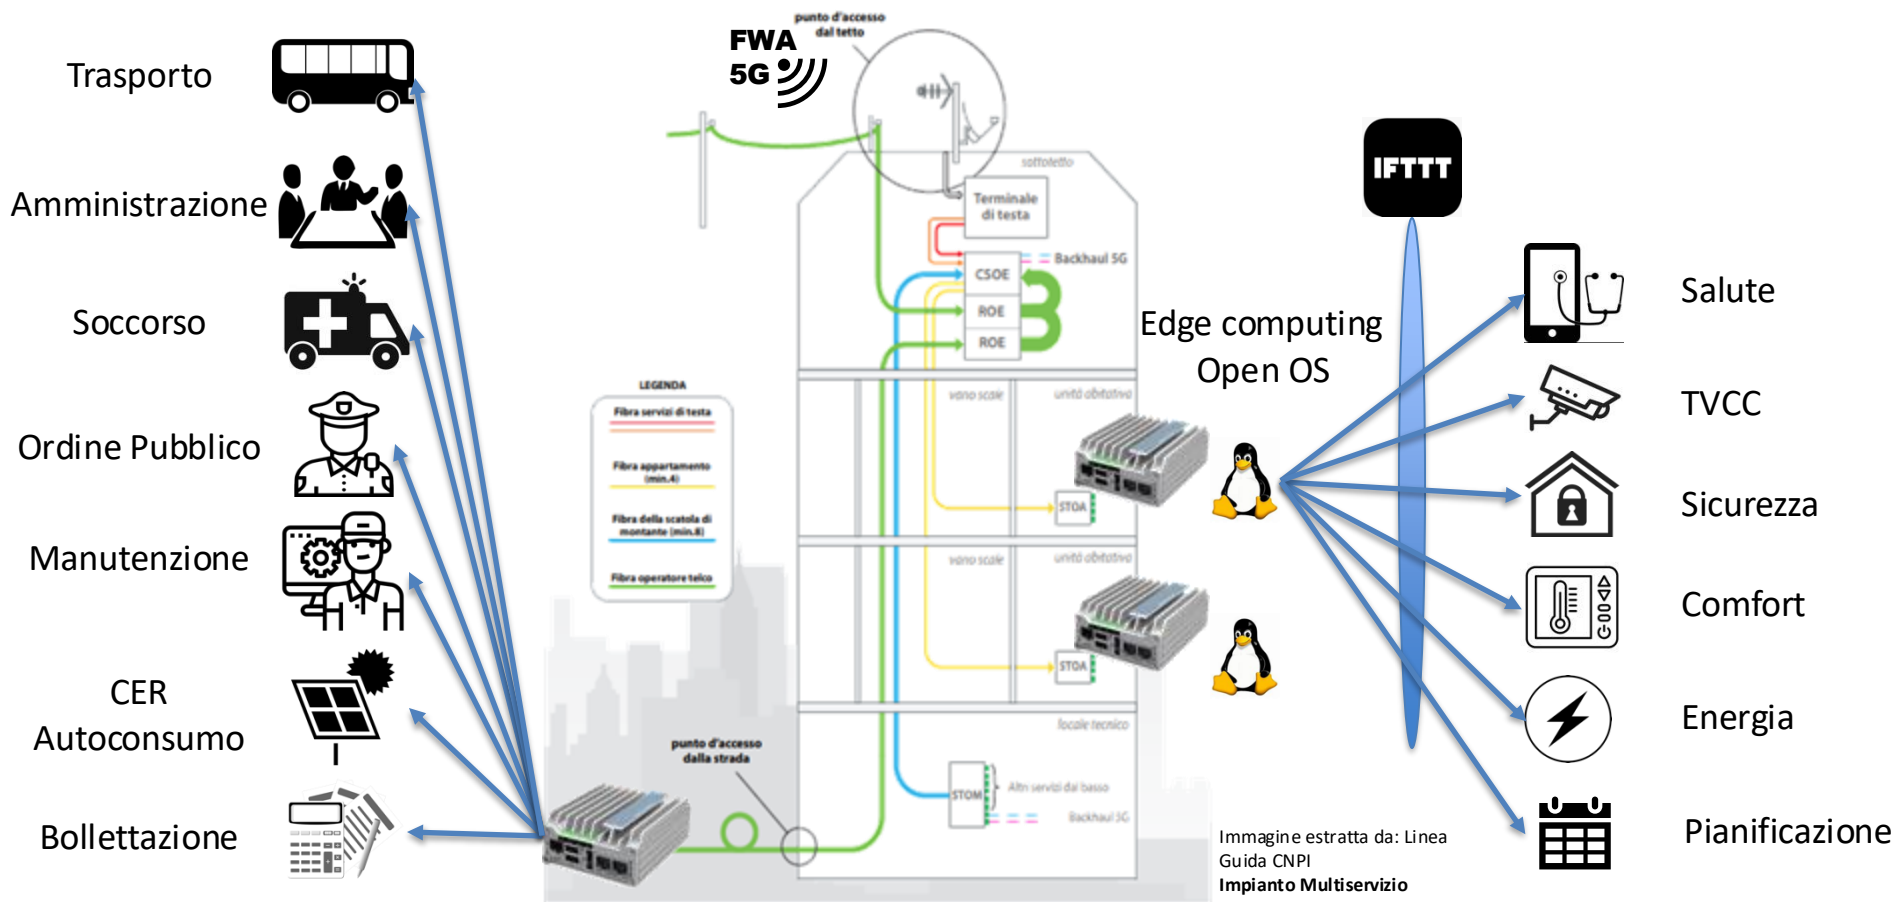 Trasporto
Amministrazione
Soccorso
Ordine Pubblico
Manutenzione
CER
Autoconsumo
Bollettazione
FWA
5G
punto d'accesso
dal tetto
sottotetto
Terminale
di testa
CSOE
Backhaul 5G
ROE
ROE
LEGENDA
Fibra servizi di testa
Fibra appartamento
(min.4)
Fibra della scatola di
montante (min.8)
Fibra operatore telco
vano scale
unità abitativa
STOA
vano scale
unità abitativa
STOA
locale tecnico
punto d'accesso
dalla strada
STOM
Altri servizi dal basso
Backhaul 5G
Edge computing
Open OS
IFTTT
Salute
TVCC
Sicurezza
Comfort
Energia
Pianificazione
Immagine estratta da: Linea
Guida CNPI
Impianto Multiservizio